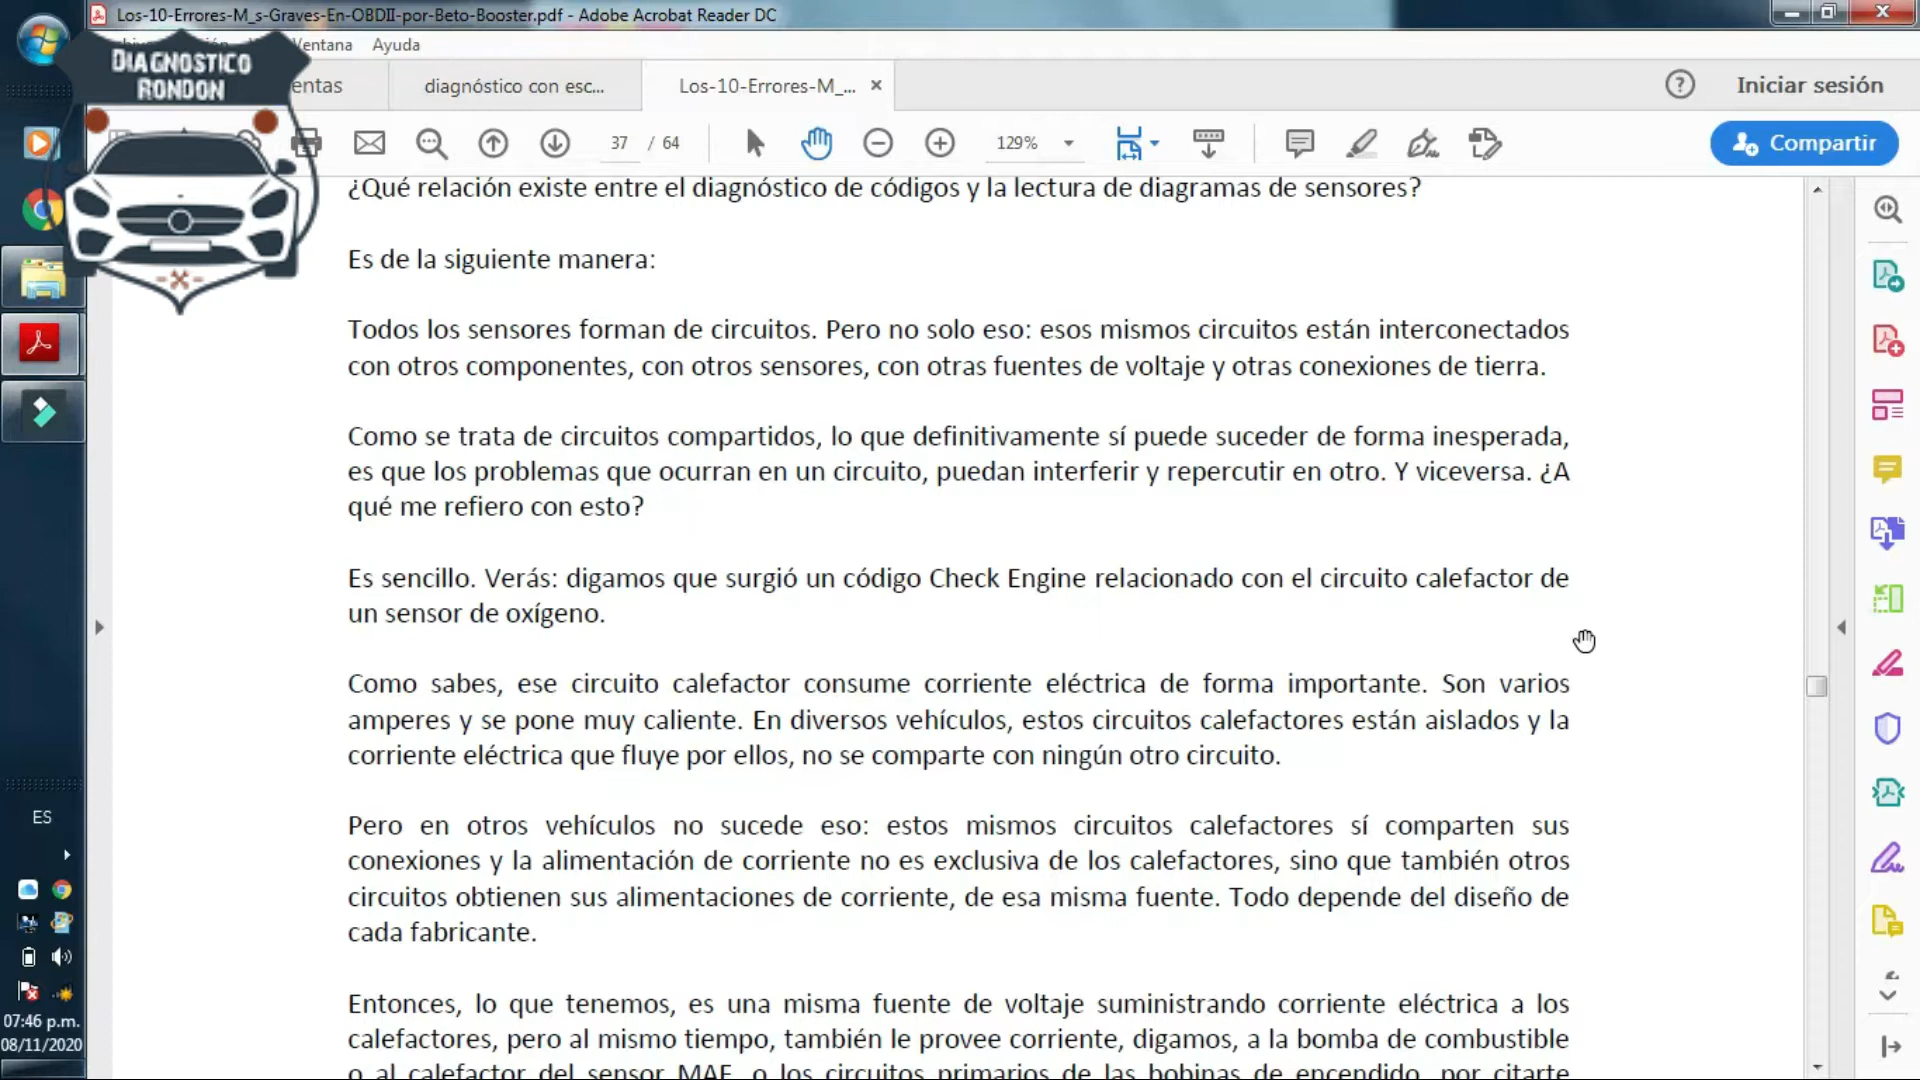 Los-10-Errores-M_s-Graves-En-OBDII-por-Beto-Booster.pdf - Adobe Acrobat Reader DC
Ventana Ayuda
DIAGNOSTICO
RONDON
entas
diagnóstico con esc...
Los-10-Errores-M_...
Iniciar sesión
37 / 64
129%
Compartir
¿Qué relación existe entre el diagnóstico de códigos y la lectura de diagramas de sensores?
Es de la siguiente manera:
Todos los sensores forman de circuitos. Pero no solo eso: esos mismos circuitos están interconectados
con otros componentes, con otros sensores, con otras fuentes de voltaje y otras conexiones de tierra.
Como se trata de circuitos compartidos, lo que definitivamente sí puede suceder de forma inesperada,
es que los problemas que ocurran en un circuito, puedan interferir y repercutir en otro. Y viceversa. ¿A
qué me refiero con esto?
Es sencillo. Verás: digamos que surgió un código Check Engine relacionado con el circuito calefactor de
un sensor de oxígeno.
Como sabes, ese circuito calefactor consume corriente eléctrica de forma importante. Son varios
amperes y se pone muy caliente. En diversos vehículos, estos circuitos calefactores están aislados y la
corriente eléctrica que fluye por ellos, no se comparte con ningún otro circuito.
Pero en otros vehículos no sucede eso: estos mismos circuitos calefactores sí comparten sus
conexiones y la alimentación de corriente no es exclusiva de los calefactores, sino que también otros
circuitos obtienen sus alimentaciones de corriente, de esa misma fuente. Todo depende del diseño de
cada fabricante.
Entonces, lo que tenemos, es una misma fuente de voltaje suministrando corriente eléctrica a los
calefactores, pero al mismo tiempo, también le provee corriente, digamos, a la bomba de combustible
o al calefactor del sensor MAF, o los circuitos primarios de las bobinas de encendido, por citarte
ES
07:46 p.m.
08/11/2020